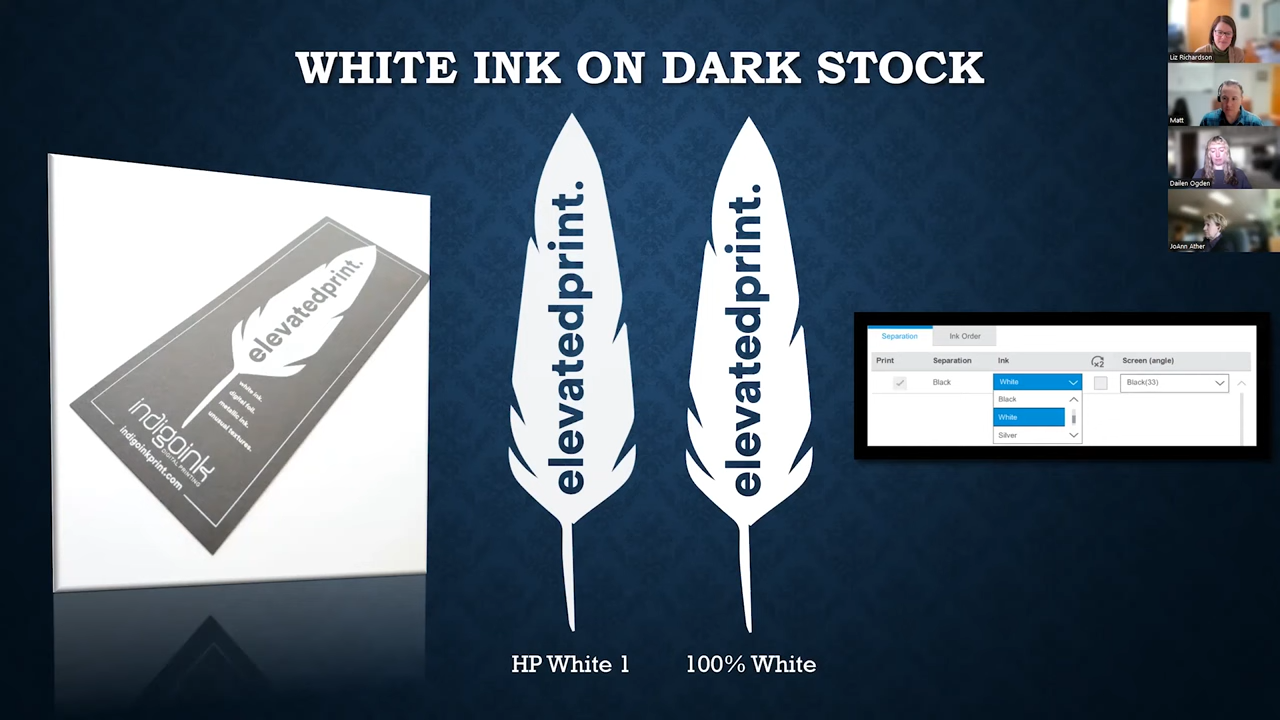 WHITE INK ON DARK STOCK
elevatedprint.
white ink.
digital foil.
metallic ink.
unusual textures.
indigoink
DIGITAL PRINTING
indigoinkprint.com
elevatedprint.
HP White 1
elevatedprint.
100% White
Separation Ink Order
Print Separation Ink x2 Screen (angle)
Black White Black(33)
Black
White
Silver
Liz Richardson
Matt
Dailen Ogden
JoAnn Ather